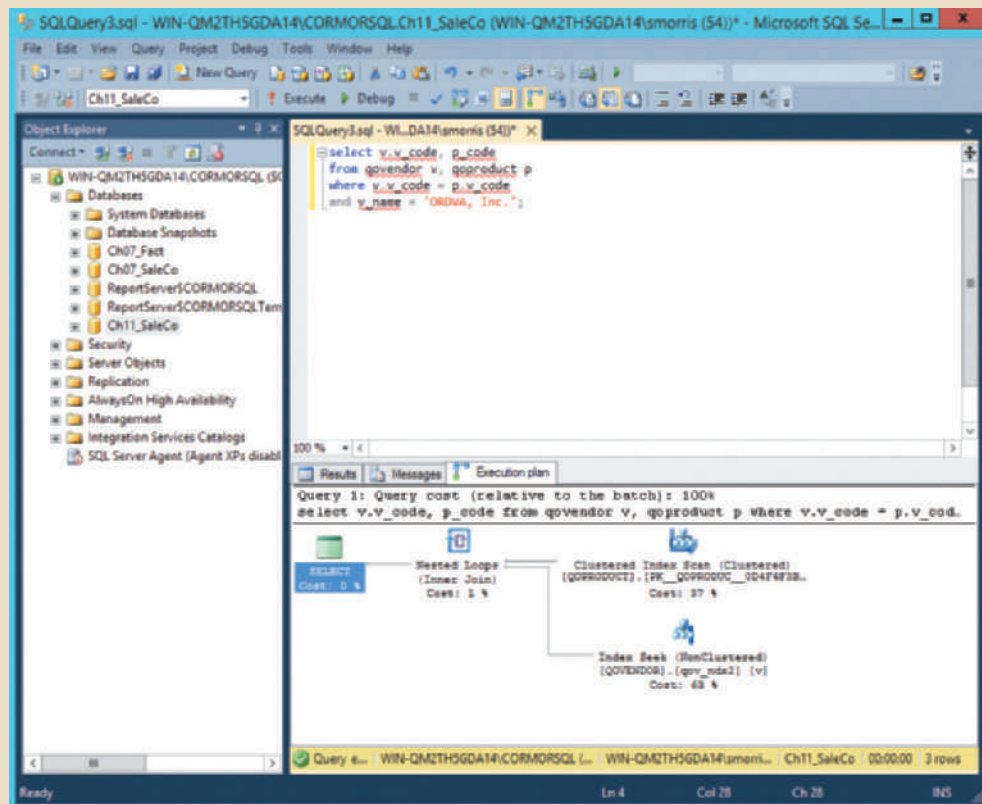 SQLQuery3.sql - WIN-QM2TH5GDA14\CORMORSQL.Ch11_SaleCo (WIN-QM2TH5GDA14\smorris (54))* - Microsoft SQL Se...
File Edit View Query Project Debug Tools Window Help
New Query
Ch11_SaleCo
Execute
Debug
Object Explorer
Connect
WIN-QM2TH5GDA14\CORMORSQL (SC
Databases
System Databases
Database Snapshots
Ch07_Fact
Ch07_SaleCo
ReportServer$CORMORSQL
ReportServer$CORMORSQLTem
Ch11_SaleCo
Security
Server Objects
Replication
AlwaysOn High Availability
Management
Integration Services Catalogs
SQL Server Agent (Agent XPs disabl
SQLQuery3.sql - WI...DA14\smorris (54))*
select v.v_code, p_code
from qovendor v, qoproduct p
where v.v_code = p.v_code
and v_name = 'ORDVA, Inc.';
100 %
Results
Messages
Execution plan
Query 1: Query cost (relative to the batch): 100%
select v.v_code, p_code from qovendor v, qoproduct p where v.v_code = p.v_cod…
SELECT
Cost: 0 %
Nested Loops
(Inner Join)
Cost: 1 %
Clustered Index Scan (Clustered)
[QOPRODUCT].
Cost: 37 %
Index Seek (NonClustered)
[QOVENDOR].[qov_ndx2] [v]
Cost: 63 %
Query e...
WIN-QM2TH5GDA14\CORMORSQL (...
WIN-QM2TH5GDA14\smorri...
Ch11_SaleCo
00:00:00
3 rows
Ready
Ln 4
Col 28
Ch 28
INS